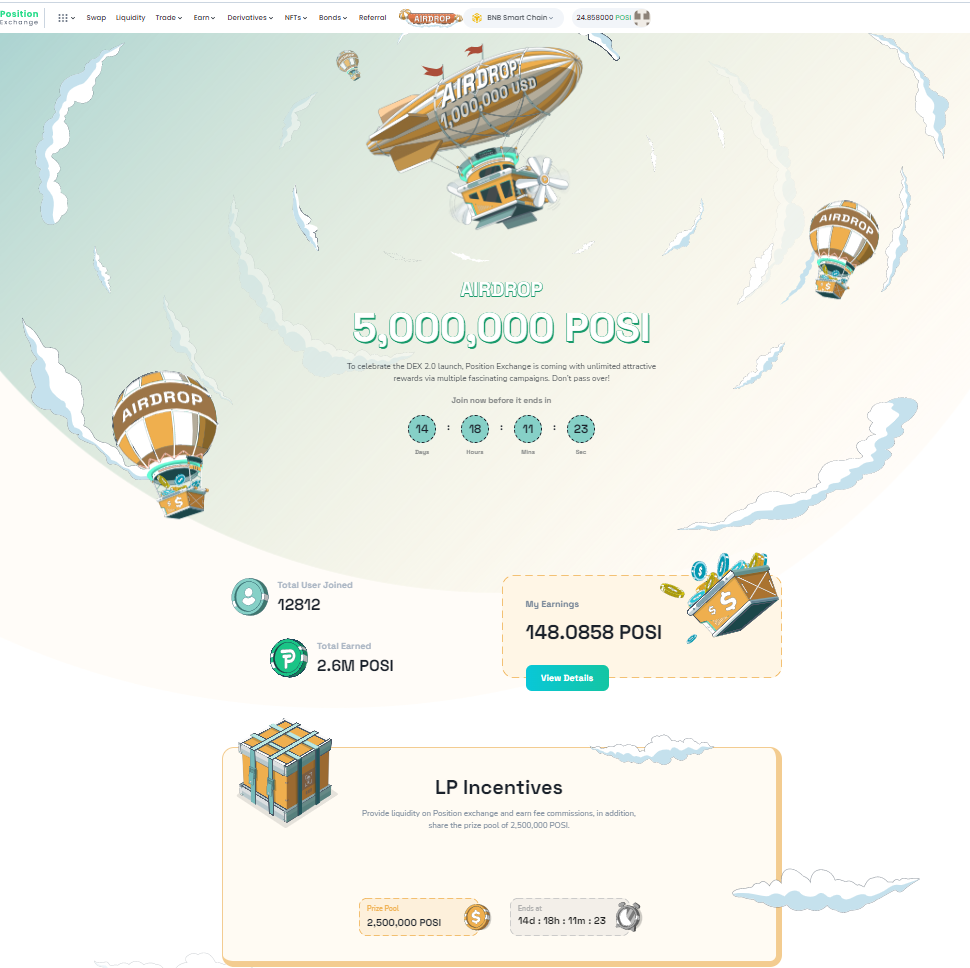 Position
Exchange
Swap Liquidity Trade Earn Derivatives NFTs Bonds Referral AIRDROP BNB Smart Chain 24.858000 POSI
AIRDROP
1,000,000 USD
AIRDROP
AIRDROP
5,000,000 POSI
To celebrate the DEX 2.0 launch, Position Exchange is coming with unlimited attractive
rewards via multiple fascinating campaigns. Don't pass over!
AIRDROP
Join now before it ends in
14 : 18 : 11 : 23
Days Hours Mins Sec
$
Total User Joined
12812
Total Earned
2.6M POSI
My Earnings
148.0858 POSI
View Details
LP Incentives
Provide liquidity on Position exchange and earn fee commissions, in addition,
share the prize pool of 2,500,000 POSI.
Prize Pool
2,500,000 POSI
Ends at
14d : 18h : 11m : 23